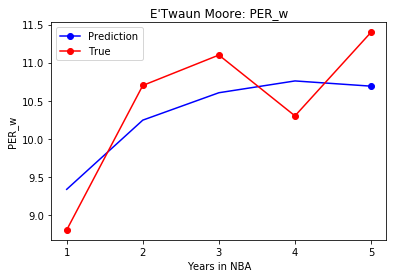 E'Twaun Moore: PER_w
Prediction
True
PER_w
11.5
11.0
10.5
10.0
9.5
9.0
1 2 3 4 5
Years in NBA